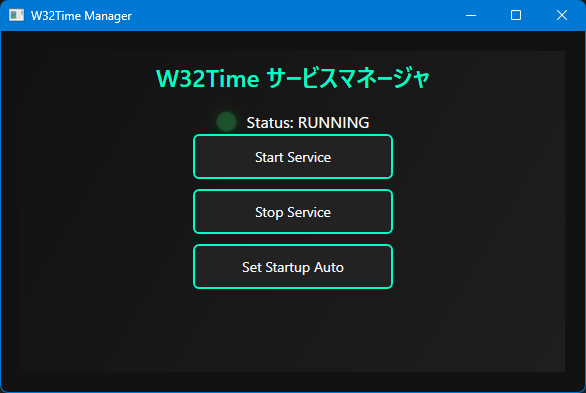 W32Time Manager
W32Time サービスマネージャ
Status: RUNNING
Start Service
Stop Service
Set Startup Auto